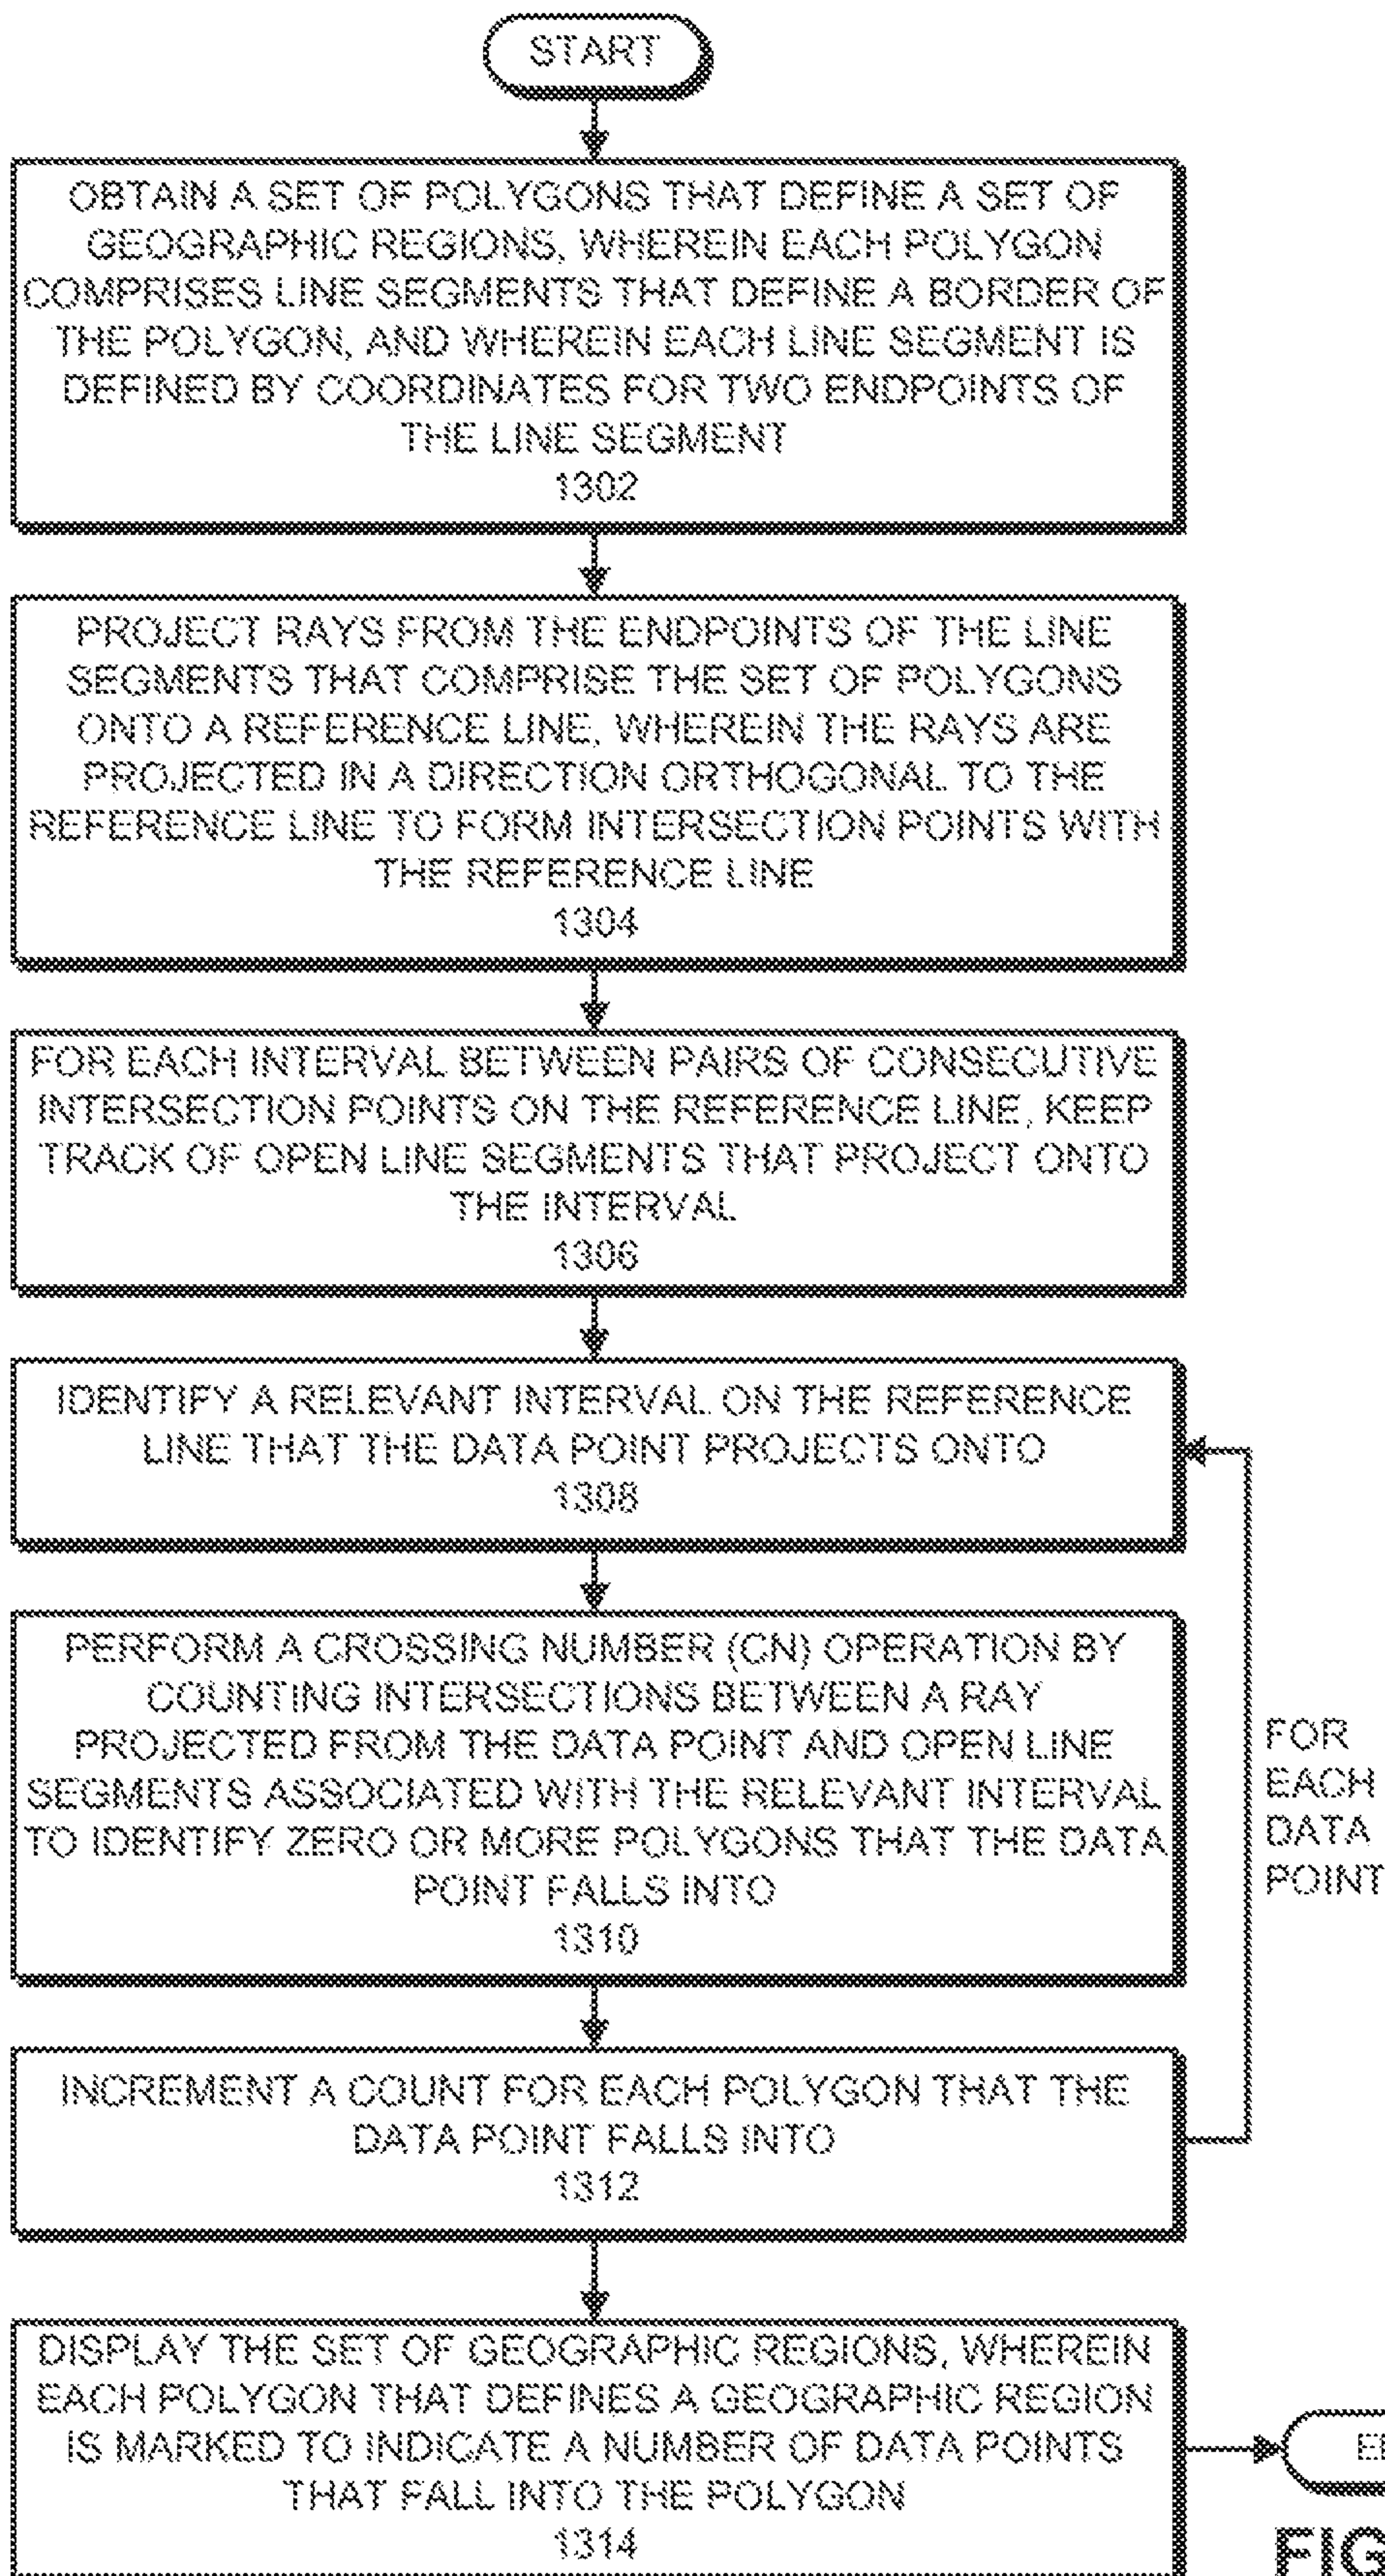 START
OBTAIN A SET OF POLYGONS THAT DEFINE A SET OF
GEOGRAPHIC REGIONS, WHEREIN EACH POLYGON
COMPRISES LINE SEGMENTS THAT DEFINE A BORDER OF
THE POLYGON, AND WHEREIN EACH LINE SEGMENT IS
DEFINED BY COORDINATES FOR TWO ENDPOINTS OF
THE LINE SEGMENT
1302
PROJECT RAYS FROM THE ENDPOINTS OF THE LINE
SEGMENTS THAT COMPRISE THE SET OF POLYGONS
ONTO A REFERENCE LINE, WHEREIN THE RAYS ARE
PROJECTED IN A DIRECTION ORTHOGONAL TO THE
REFERENCE LINE TO FORM INTERSECTION POINTS WITH
THE REFERENCE LINE
1304
FOR EACH INTERVAL BETWEEN PAIRS OF CONSECUTIVE
INTERSECTION POINTS ON THE REFERENCE LINE, KEEP
TRACK OF OPEN LINE SEGMENTS THAT PROJECT ONTO
THE INTERVAL
1306
IDENTIFY A RELEVANT INTERVAL ON THE REFERENCE
LINE THAT THE DATA POINT PROJECTS ONTO
1308
PERFORM A CROSSING NUMBER (CN) OPERATION BY
COUNTING INTERSECTIONS BETWEEN A RAY
PROJECTED FROM THE DATA POINT AND OPEN LINE
SEGMENTS ASSOCIATED WITH THE RELEVANT INTERVAL
TO IDENTIFY ZERO OR MORE POLYGONS THAT THE DATA
POINT FALLS INTO
1310
FOR
EACH
DATA
POINT
INCREMENT A COUNT FOR EACH POLYGON THAT THE
DATA POINT FALLS INTO
1312
DISPLAY THE SET OF GEOGRAPHIC REGIONS, WHEREIN
EACH POLYGON THAT DEFINES A GEOGRAPHIC REGION
IS MARKED TO INDICATE A NUMBER OF DATA POINTS
THAT FALL INTO THE POLYGON
1314
FIG